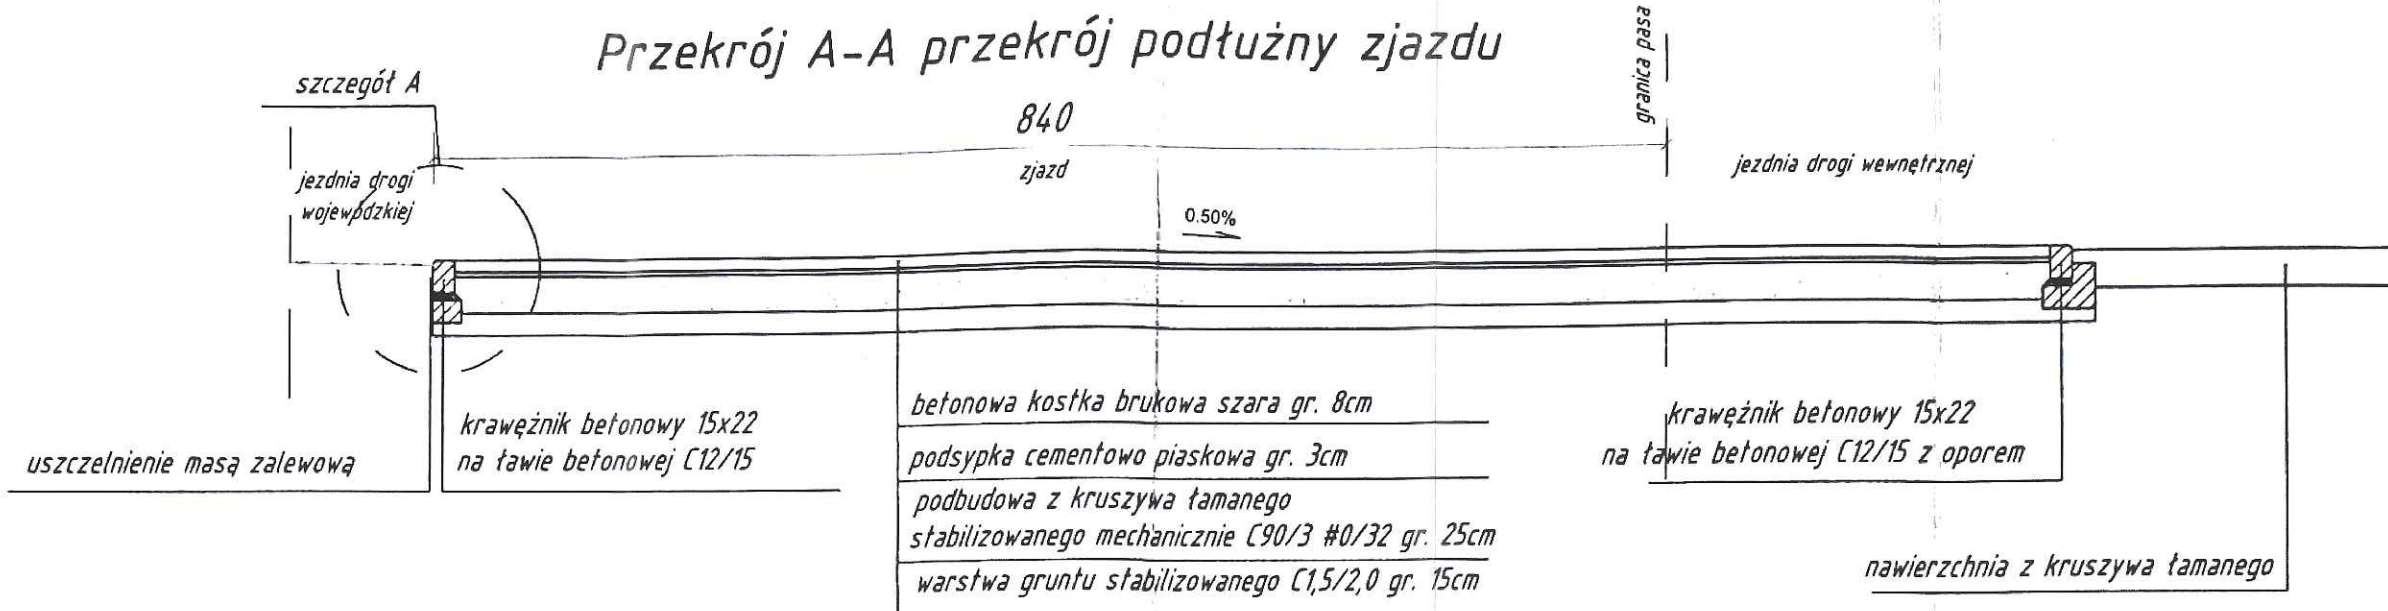 Przekrój A-A przekrój podłużny zjazdu
granica pasa
szczegół A
840
zjazd
jezdnia drogi
wojewódzkiej
jezdnia drogi wewnętrznej
0.50%
betonowa kostka brukowa szara gr. 8cm
krawężnik betonowy 15x22
na ławie betonowej C12/15
krawężnik betonowy 15x22
na ławie betonowej C12/15 z oporem
uszczelnienie masą zalewową
podsypka cementowo piaskowa gr. 3cm
podbudowa z kruszywa łamanego
stabilizowanego mechanicznie C90/3 #0/32 gr. 25cm
warstwa gruntu stabilizowanego C1,5/2,0 gr. 15cm
nawierzchnia z kruszywa łamanego